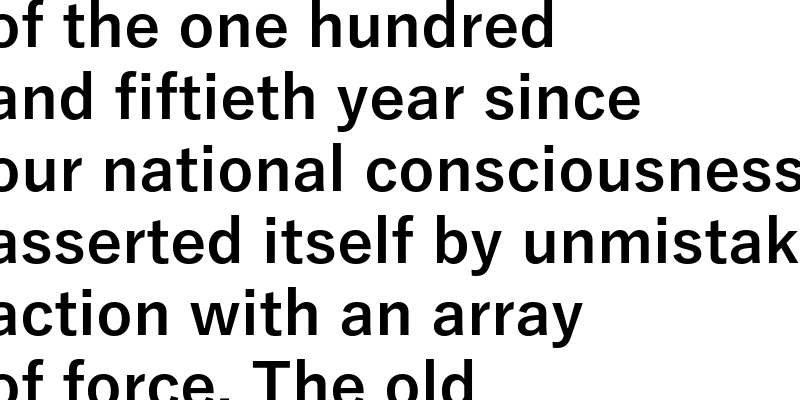 of the one hundred
and fiftieth year since
our national consciousness
asserted itself by unmistak
action with an array
of force. The old